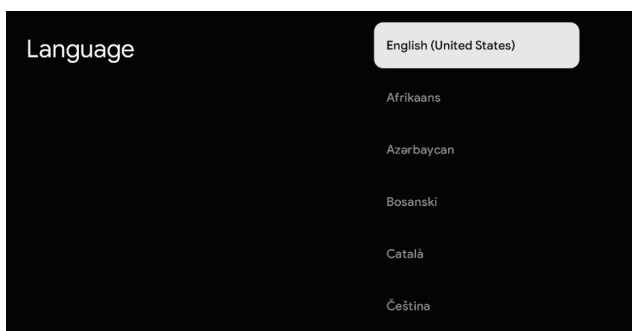 Language
English (United States)
Afrikaans
Azərbaycan
Bosanski
Català
Čeština